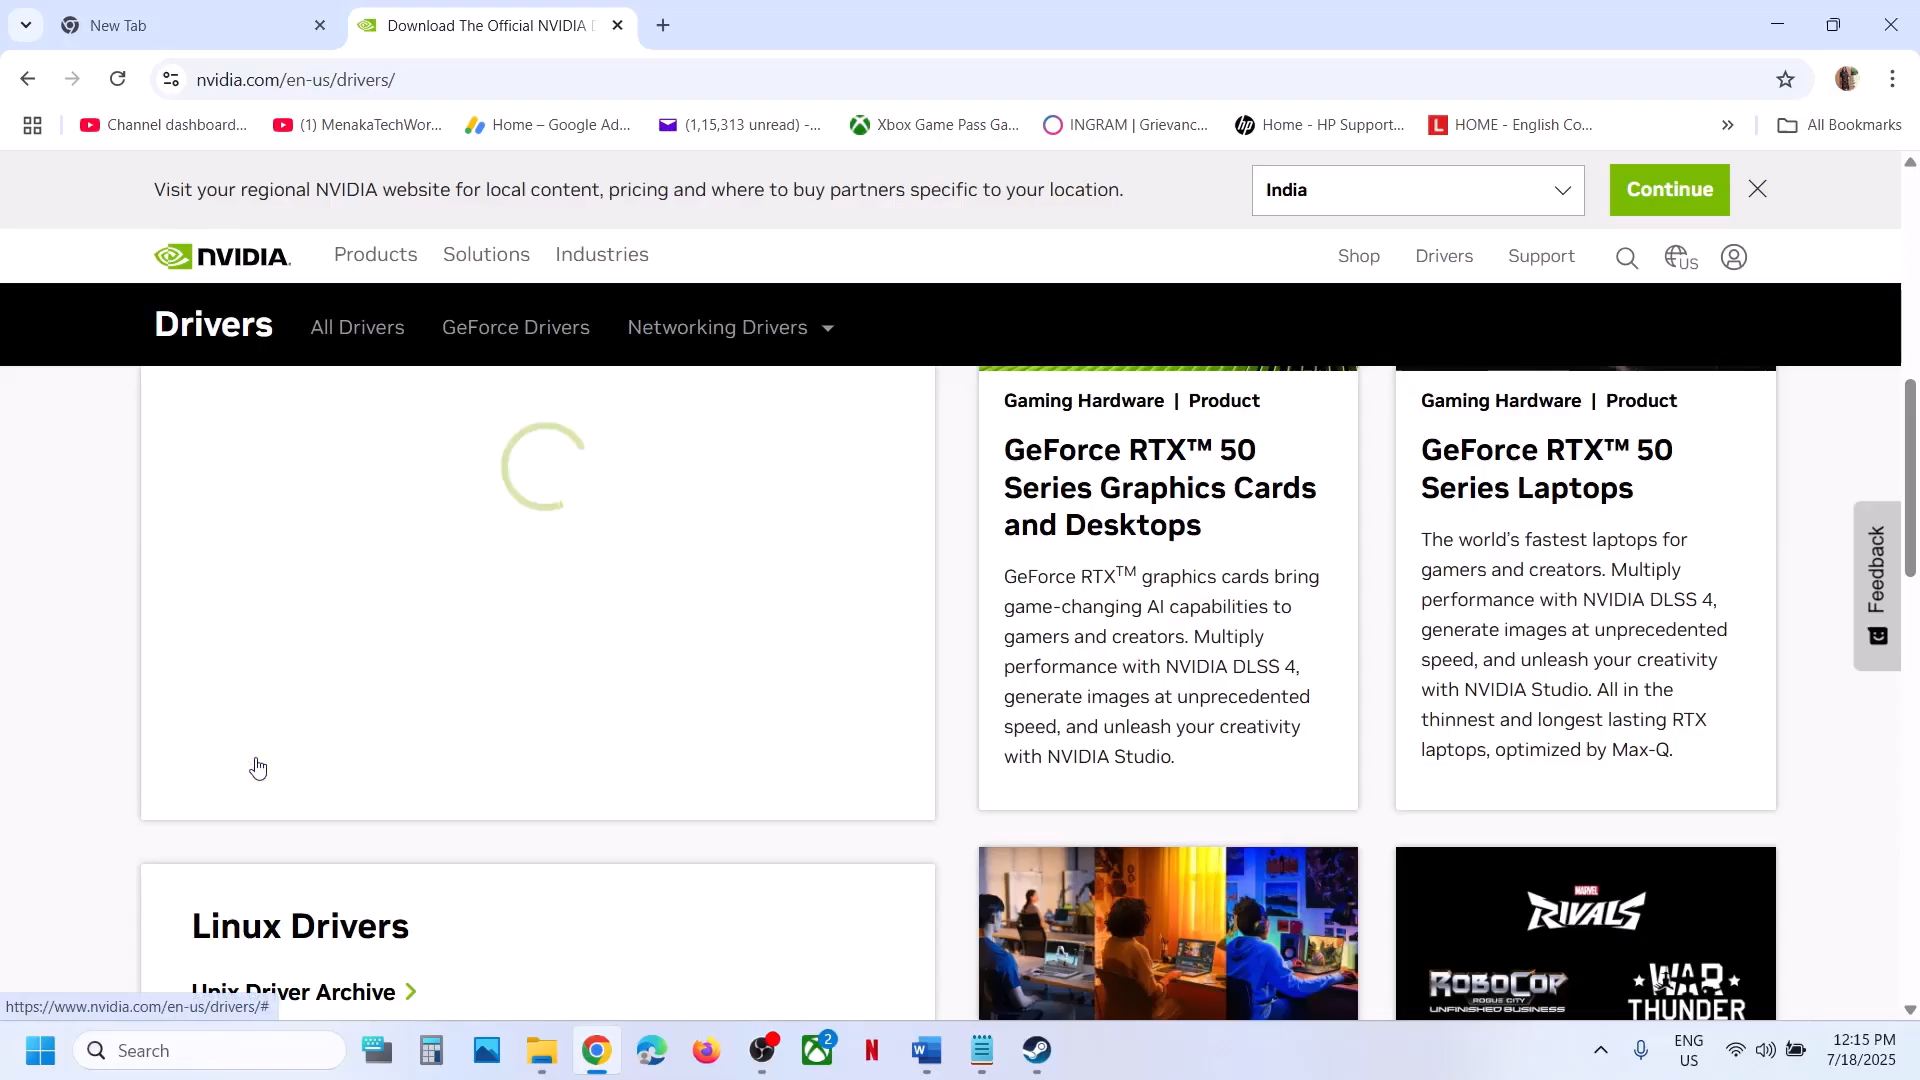 New Tab
Download The Official NVIDIA D
nvidia.com/en-us/drivers/
Channel dashboard...
(1) MenakaTechWor...
Home – Google Ad...
(1,15,313 unread) -...
Xbox Game Pass Ga...
INGRAM | Grievanc...
Home - HP Support...
HOME - English Co...
All Bookmarks
Visit your regional NVIDIA website for local content, pricing and where to buy partners specific to your location.
India
Continue
NVIDIA.
Products
Solutions
Industries
Shop
Drivers
Support
US
Drivers
All Drivers
GeForce Drivers
Networking Drivers
Gaming Hardware | Product
GeForce RTX™ 50
Series Graphics Cards
and Desktops
GeForce RTX™ graphics cards bring
game-changing AI capabilities to
gamers and creators. Multiply
performance with NVIDIA DLSS 4,
generate images at unprecedented
speed, and unleash your creativity
with NVIDIA Studio.
Gaming Hardware | Product
GeForce RTX™ 50
Series Laptops
The world's fastest laptops for
gamers and creators. Multiply
performance with NVIDIA DLSS 4,
generate images at unprecedented
speed, and unleash your creativity
with NVIDIA Studio. All in the
thinnest and longest lasting RTX
laptops, optimized by Max-Q.
Feedback
Linux Drivers
Unix Driver Archive
MARVEL
RIVALS
ROBOCOP
ROGUE CITY
UNFINISHED BUSINESS
WAR
THUNDER
https://www.nvidia.com/en-us/drivers/#
Search
2
ENG
US
12:15 PM
7/18/2025